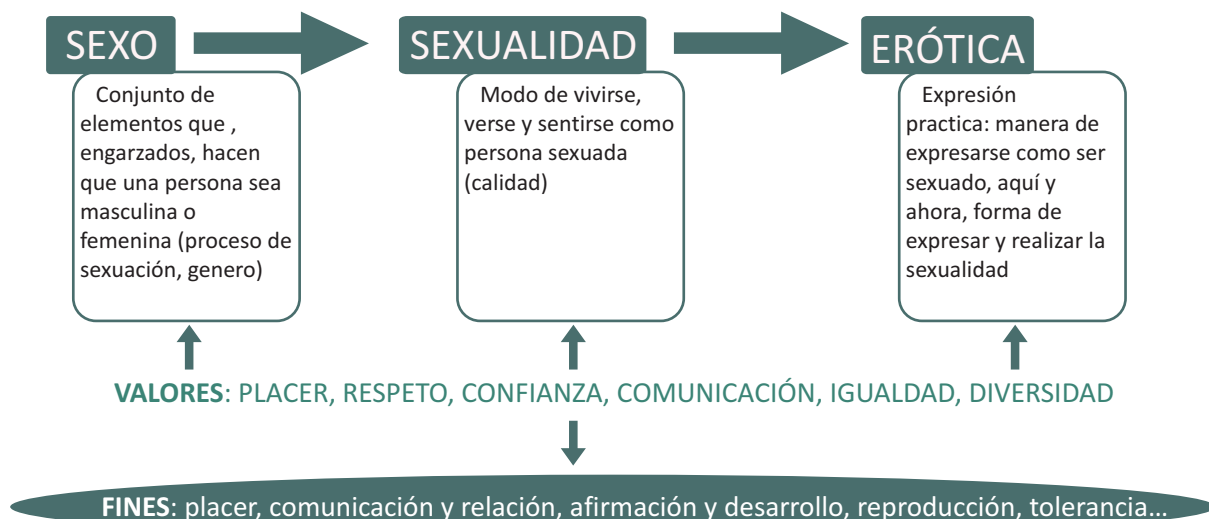 SEXO
SEXUALIDAD
ERÓTICA
Conjunto de
elementos que ,
engarzados, hacen
que una persona sea
masculina o
femenina (proceso de
sexuación, genero)
Modo de vivirse,
verse y sentirse como
persona sexuada
(calidad)
Expresión
practica: manera de
expresarse como ser
sexuado, aquí y
ahora, forma de
expresar y realizar la
sexualidad
VALORES: PLACER, RESPETO, CONFIANZA, COMUNICACIÓN, IGUALDAD, DIVERSIDAD
FINES: placer, comunicación y relación, afirmación y desarrollo, reproducción, tolerancia...